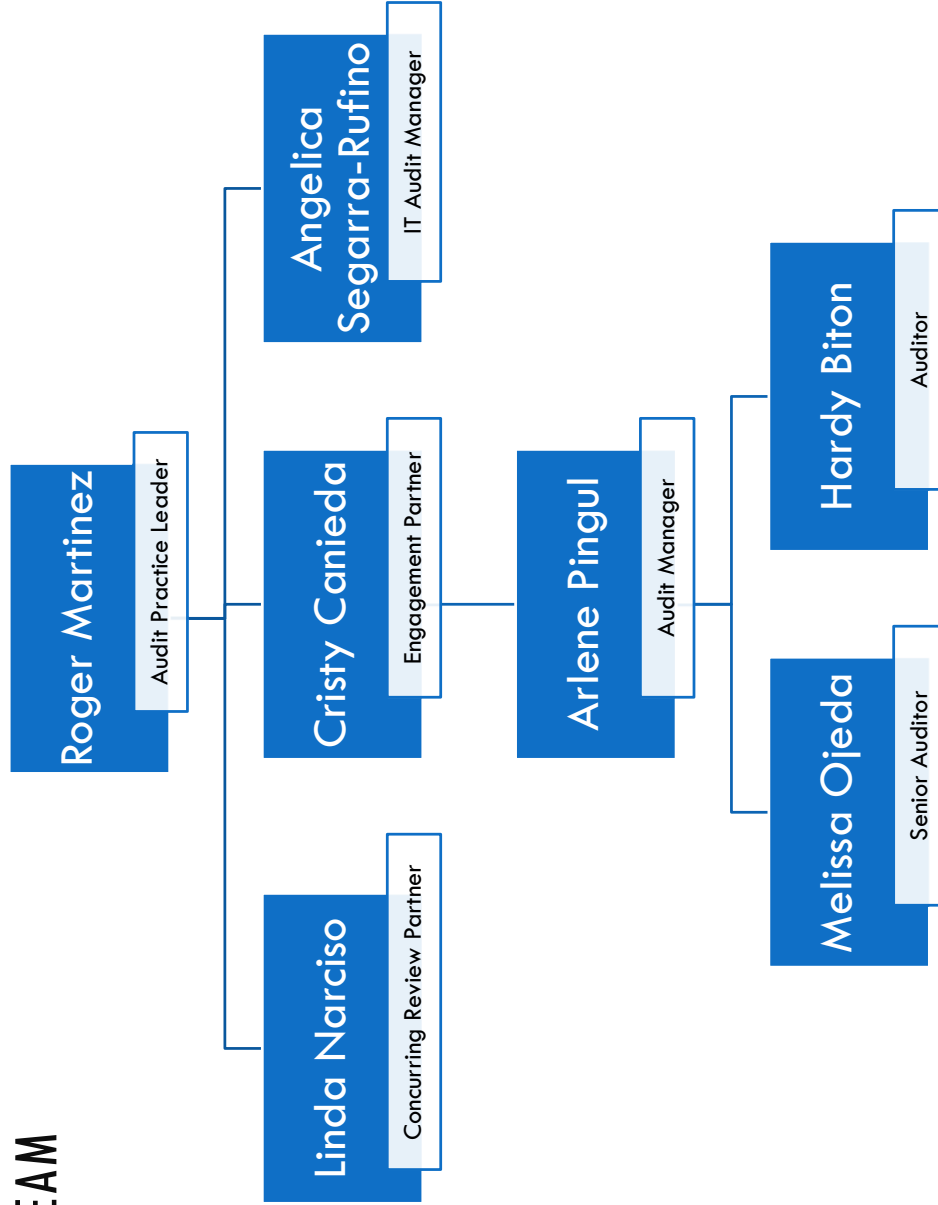 Roger Martinez
Audit Practice Leader
Linda Narciso
Concurring Review Partner
Cristy Canieda
Engagement Partner
Angelica
Segarra-Rufino
IT Audit Manager
Arlene Pingul
Audit Manager
Melissa Ojeda
Senior Auditor
Hardy Biton
Auditor